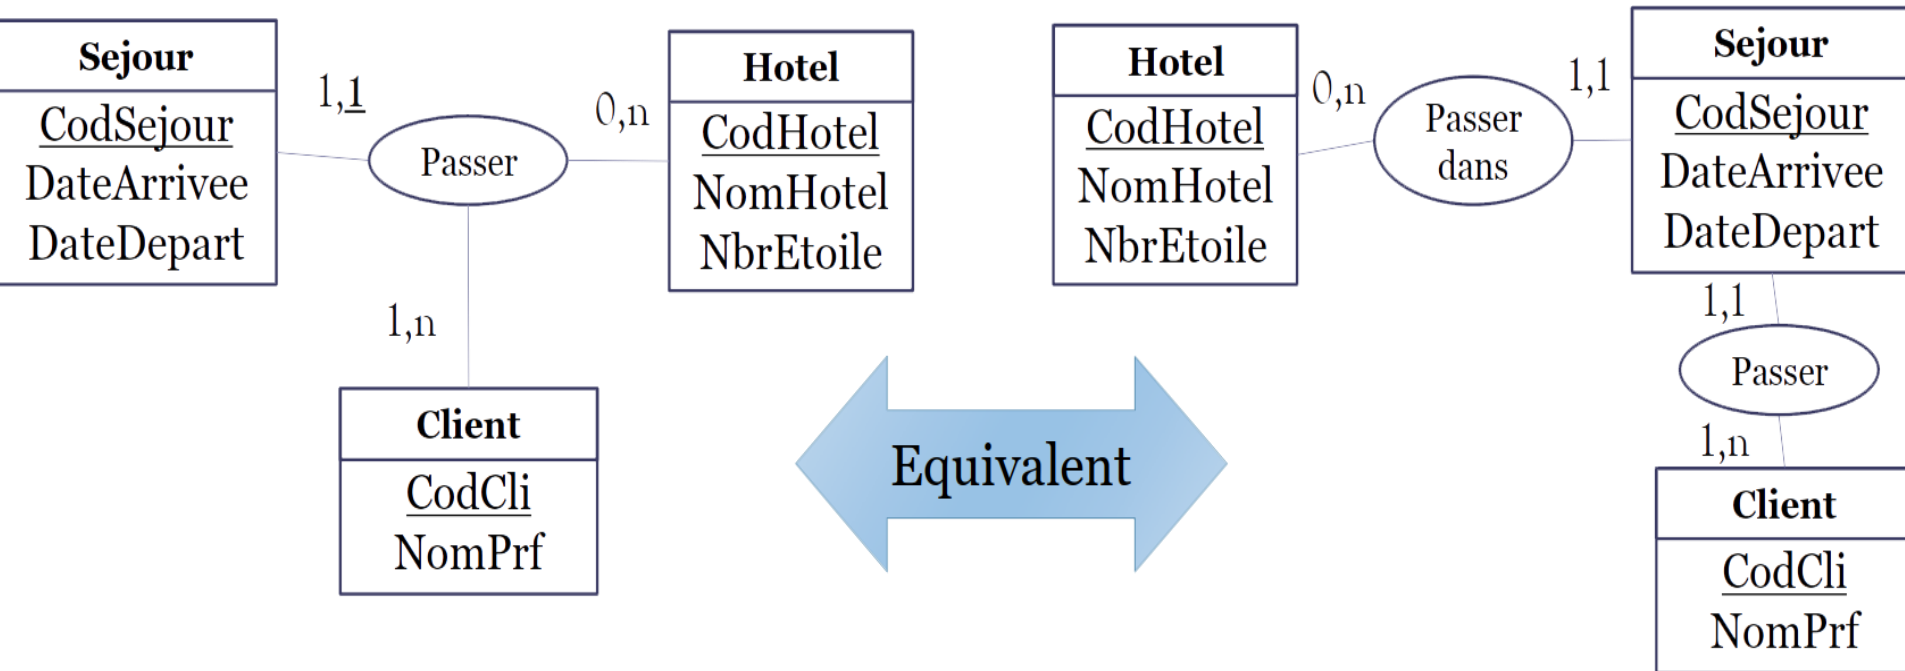 Sejour
CodSejour
DateArrivee
DateDepart
1,1
Passer
0,n
Hotel
CodHotel
NomHotel
NbrEtoile
1,n
Client
CodCli
NomPrf
Equivalent
Hotel
CodHotel
NomHotel
NbrEtoile
0,n
Passer
dans
1,1
Sejour
CodSejour
DateArrivee
DateDepart
1,1
Passer
1,n
Client
CodCli
NomPrf